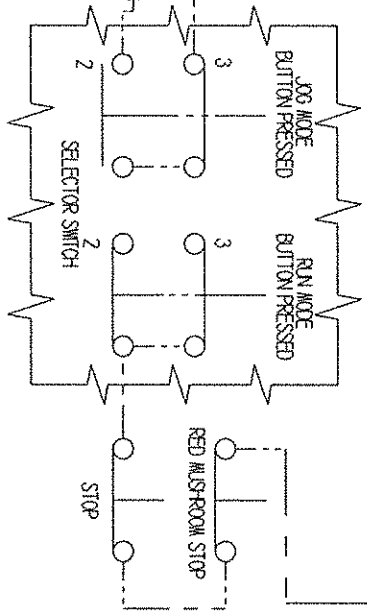 JOG MODE
BUTTON PRESSED
3
2
RUN MODE
BUTTON PRESSED
3
2
SELECTOR SWITCH
RED MUSHROOM STOP
STOP